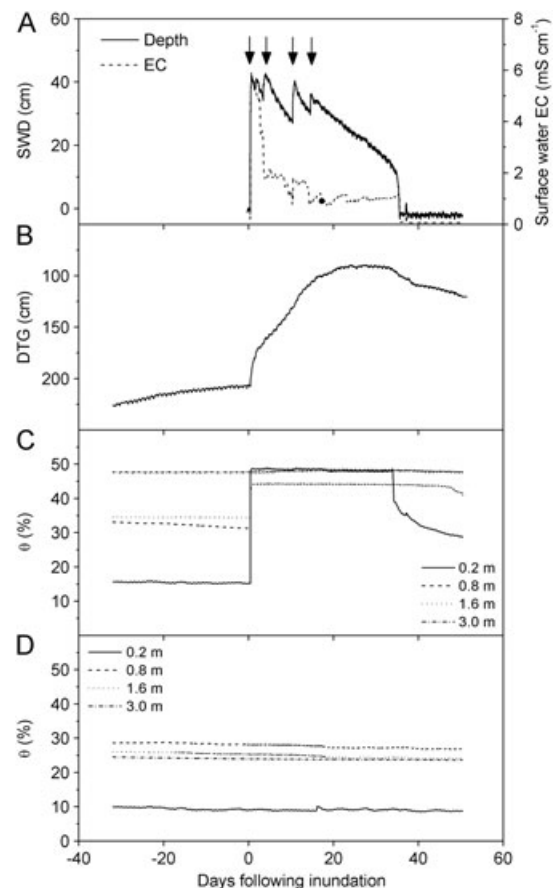 A
60
40
20
0
SWD (cm)
Depth
EC
8
6
4
2
0
Surface water EC (mS cm⁻¹)
B
100
150
200
DTG (cm)
C
50
40
30
20
10
θ (%)
0.2 m
0.8 m
1.6 m
3.0 m
D
50
40
30
20
10
0
θ (%)
0.2 m
0.8 m
1.6 m
3.0 m
-40
-20
0
20
40
60
Days following inundation